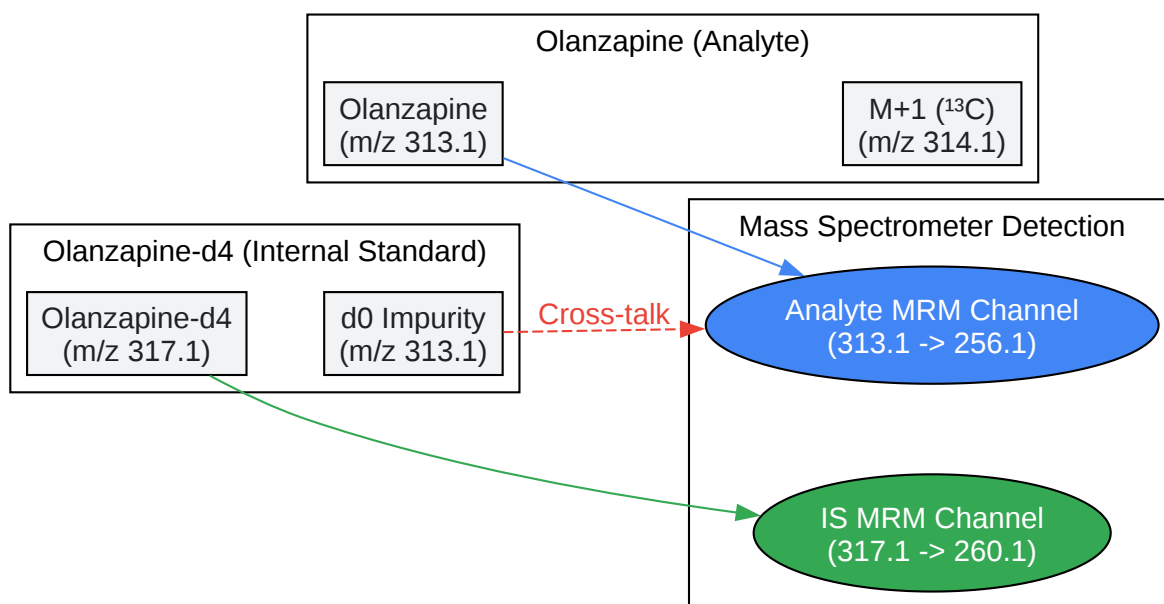 Olanzapine (Analyte)
Olanzapine
(m/z 313.1)
M+1 (¹³C)
(m/z 314.1)
Olanzapine-d4 (Internal Standard)
Olanzapine-d4
(m/z 317.1)
d0 Impurity
(m/z 313.1)
Cross-talk
Mass Spectrometer Detection
Analyte MRM Channel
(313.1 -> 256.1)
IS MRM Channel
(317.1 -> 260.1)